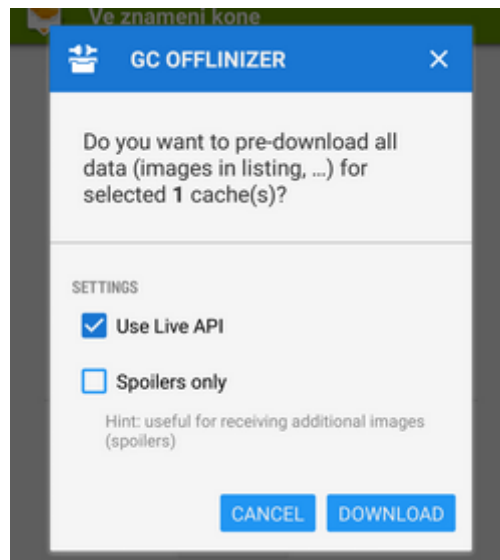 Ve znameni kone
GC OFFLINIZER
Do you want to pre-download all
data (images in listing, ...) for
selected 1 cache(s)?
SETTINGS
Use Live API
Spoilers only
Hint: useful for receiving additional images
(spoilers)
CANCEL DOWNLOAD